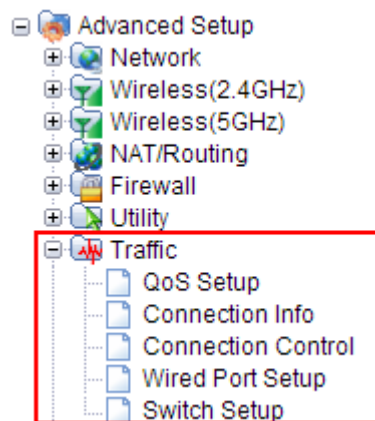 Advanced Setup
Network
Wireless(2.4GHz)
Wireless(5GHz)
NAT/Routing
Firewall
Utility
Traffic
QoS Setup
Connection Info
Connection Control
Wired Port Setup
Switch Setup